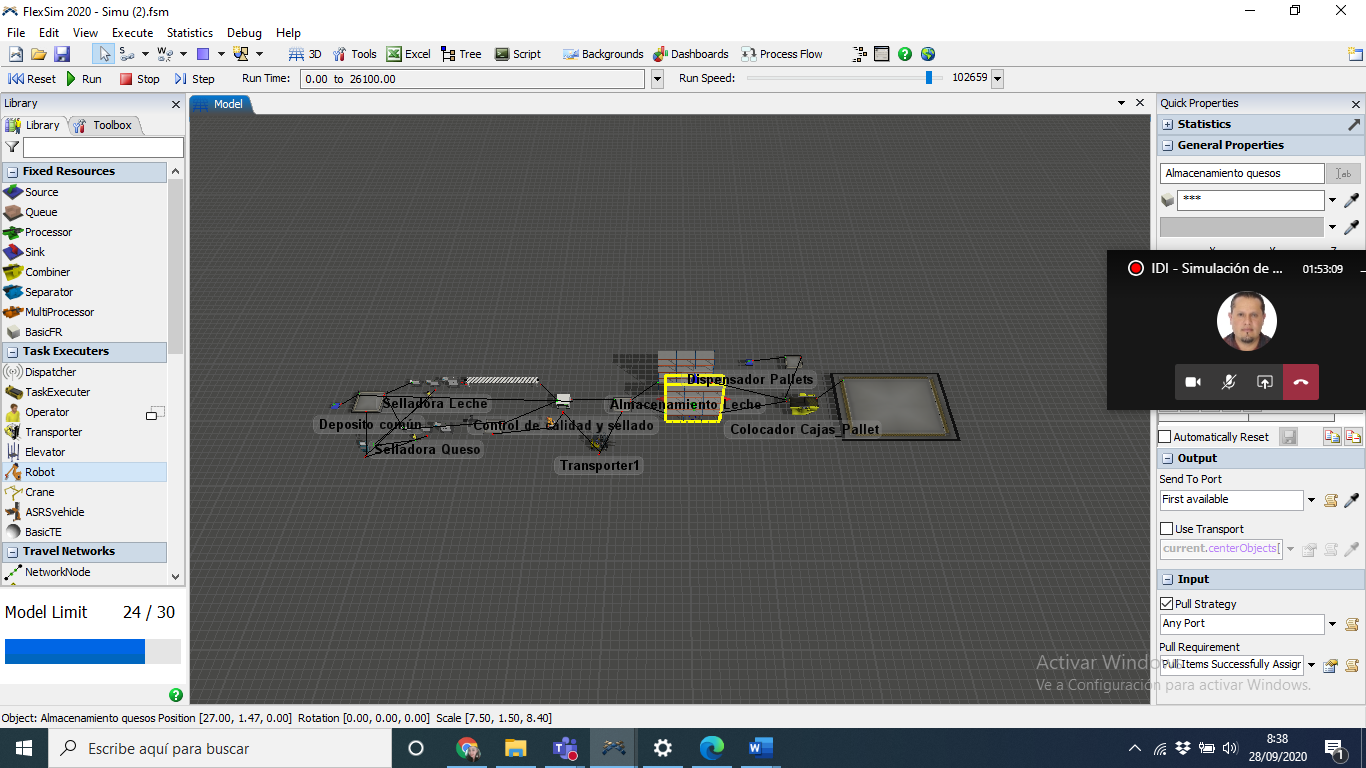 FlexSim 2020 - Simu (2).fsm
File Edit View Execute Statistics Debug Help
3D Tools Excel Tree Script Backgrounds Dashboards Process Flow
Reset Run Stop Step Run Time: 0.00 to 26100.00 Run Speed: 102659
Library
Library Toolbox
Fixed Resources
Source
Queue
Processor
Sink
Combiner
Separator
MultiProcessor
BasicFR
Task Executers
Dispatcher
TaskExecuter
Operator
Transporter
Elevator
Robot
Crane
ASRSvehicle
BasicTE
Travel Networks
NetworkNode
Model Limit 24 / 30
Model
Dispensador Pallets
Selladora Leche
Almacenamiento Leche
Deposito común
Control de calidad y sellado
Colocador Cajas_Pallet
Selladora Queso
Transporter1
Quick Properties
Statistics
General Properties
Almacenamiento quesos
***
IDI - Simulación de ... 01:53:09
Automatically Reset
Output
Send To Port
First available
Use Transport
current.centerObjects[
Input
Pull Strategy
Any Port
Pull Requirement
Pull Items Successfully Assigr
Activar Windows
Ve a Configuración para activar Windows.
Object: Almacenamiento quesos Position [27.00, 1.47, 0.00] Rotation [0.00, 0.00, 0.00] Scale [7.50, 1.50, 8.40]
Escribe aquí para buscar
8:38
28/09/2020
1